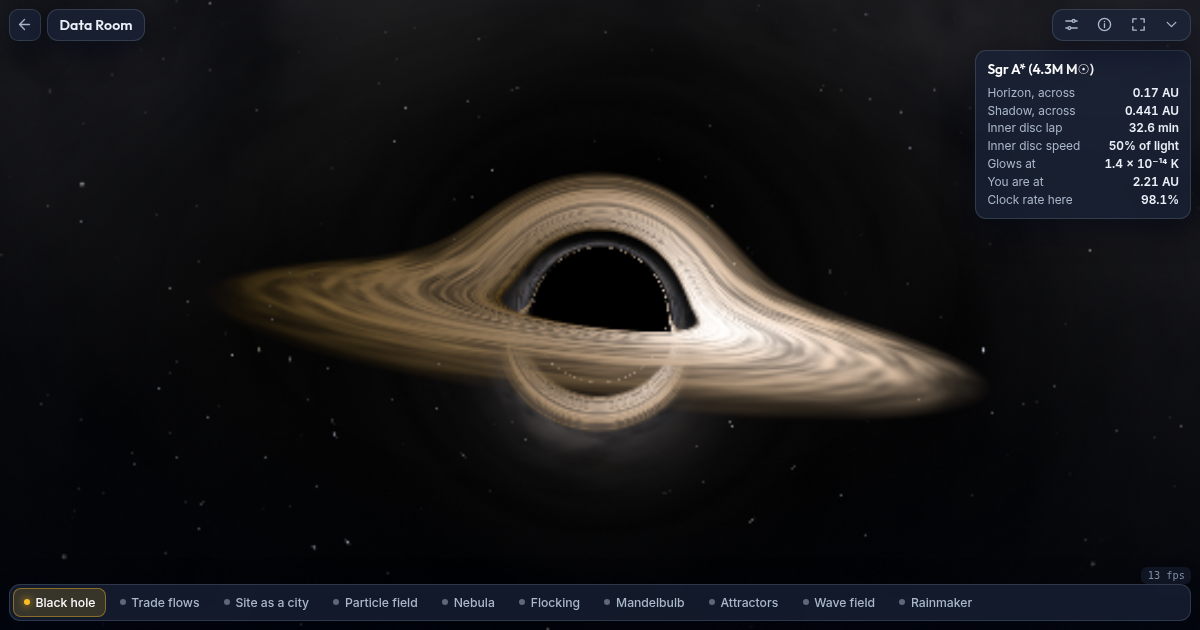 Data Room
Sgr A* (4.3M M☉)
Horizon, across 0.17 AU
Shadow, across 0.441 AU
Inner disc lap 32.6 min
Inner disc speed 50% of light
Glows at 1.4 × 10⁻¹⁴ K
You are at 2.21 AU
Clock rate here 98.1%
13 fps
Black hole Trade flows Site as a city Particle field Nebula Flocking Mandelbulb Attractors Wave field Rainmaker